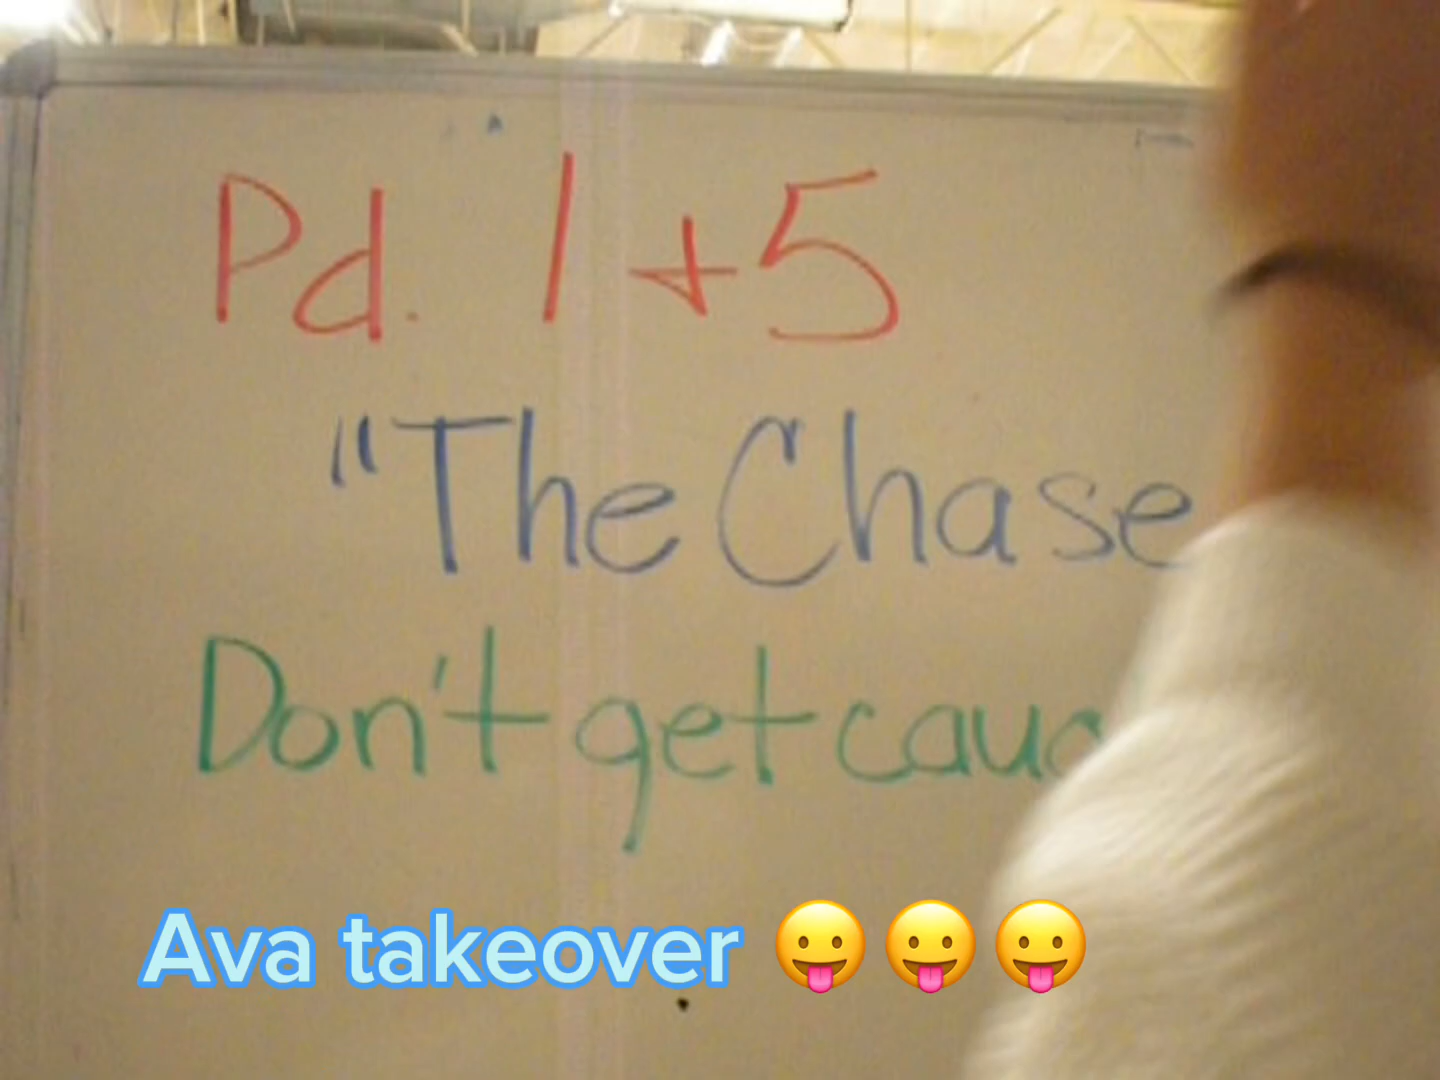 Pd. 1+5
"The Chase
Don't get
Ava takeover 😛😛😛